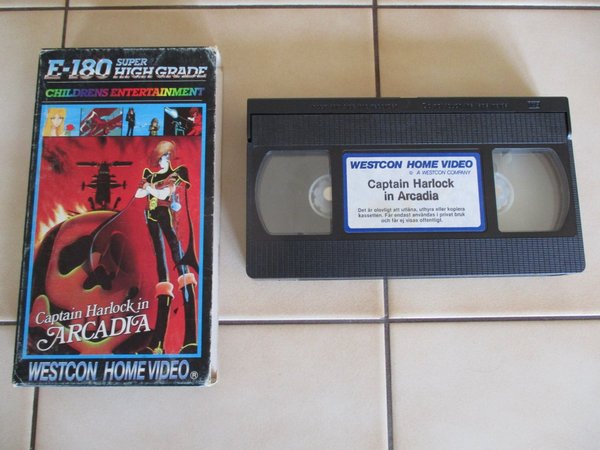 E-180 SUPER
HIGH GRADE
CHILDRENS ENTERTAINMENT
Captain Harlock in
ARCADIA
WESTCON HOME VIDEO®
WESTCON HOME VIDEO
© A WESTCON COMPANY
Captain Harlock
in Arcadia
Det är olovligt att utlåna, uthyra eller kopiera
kassetten. Får endast användas i privat bruk
och får ej visas offentligt.